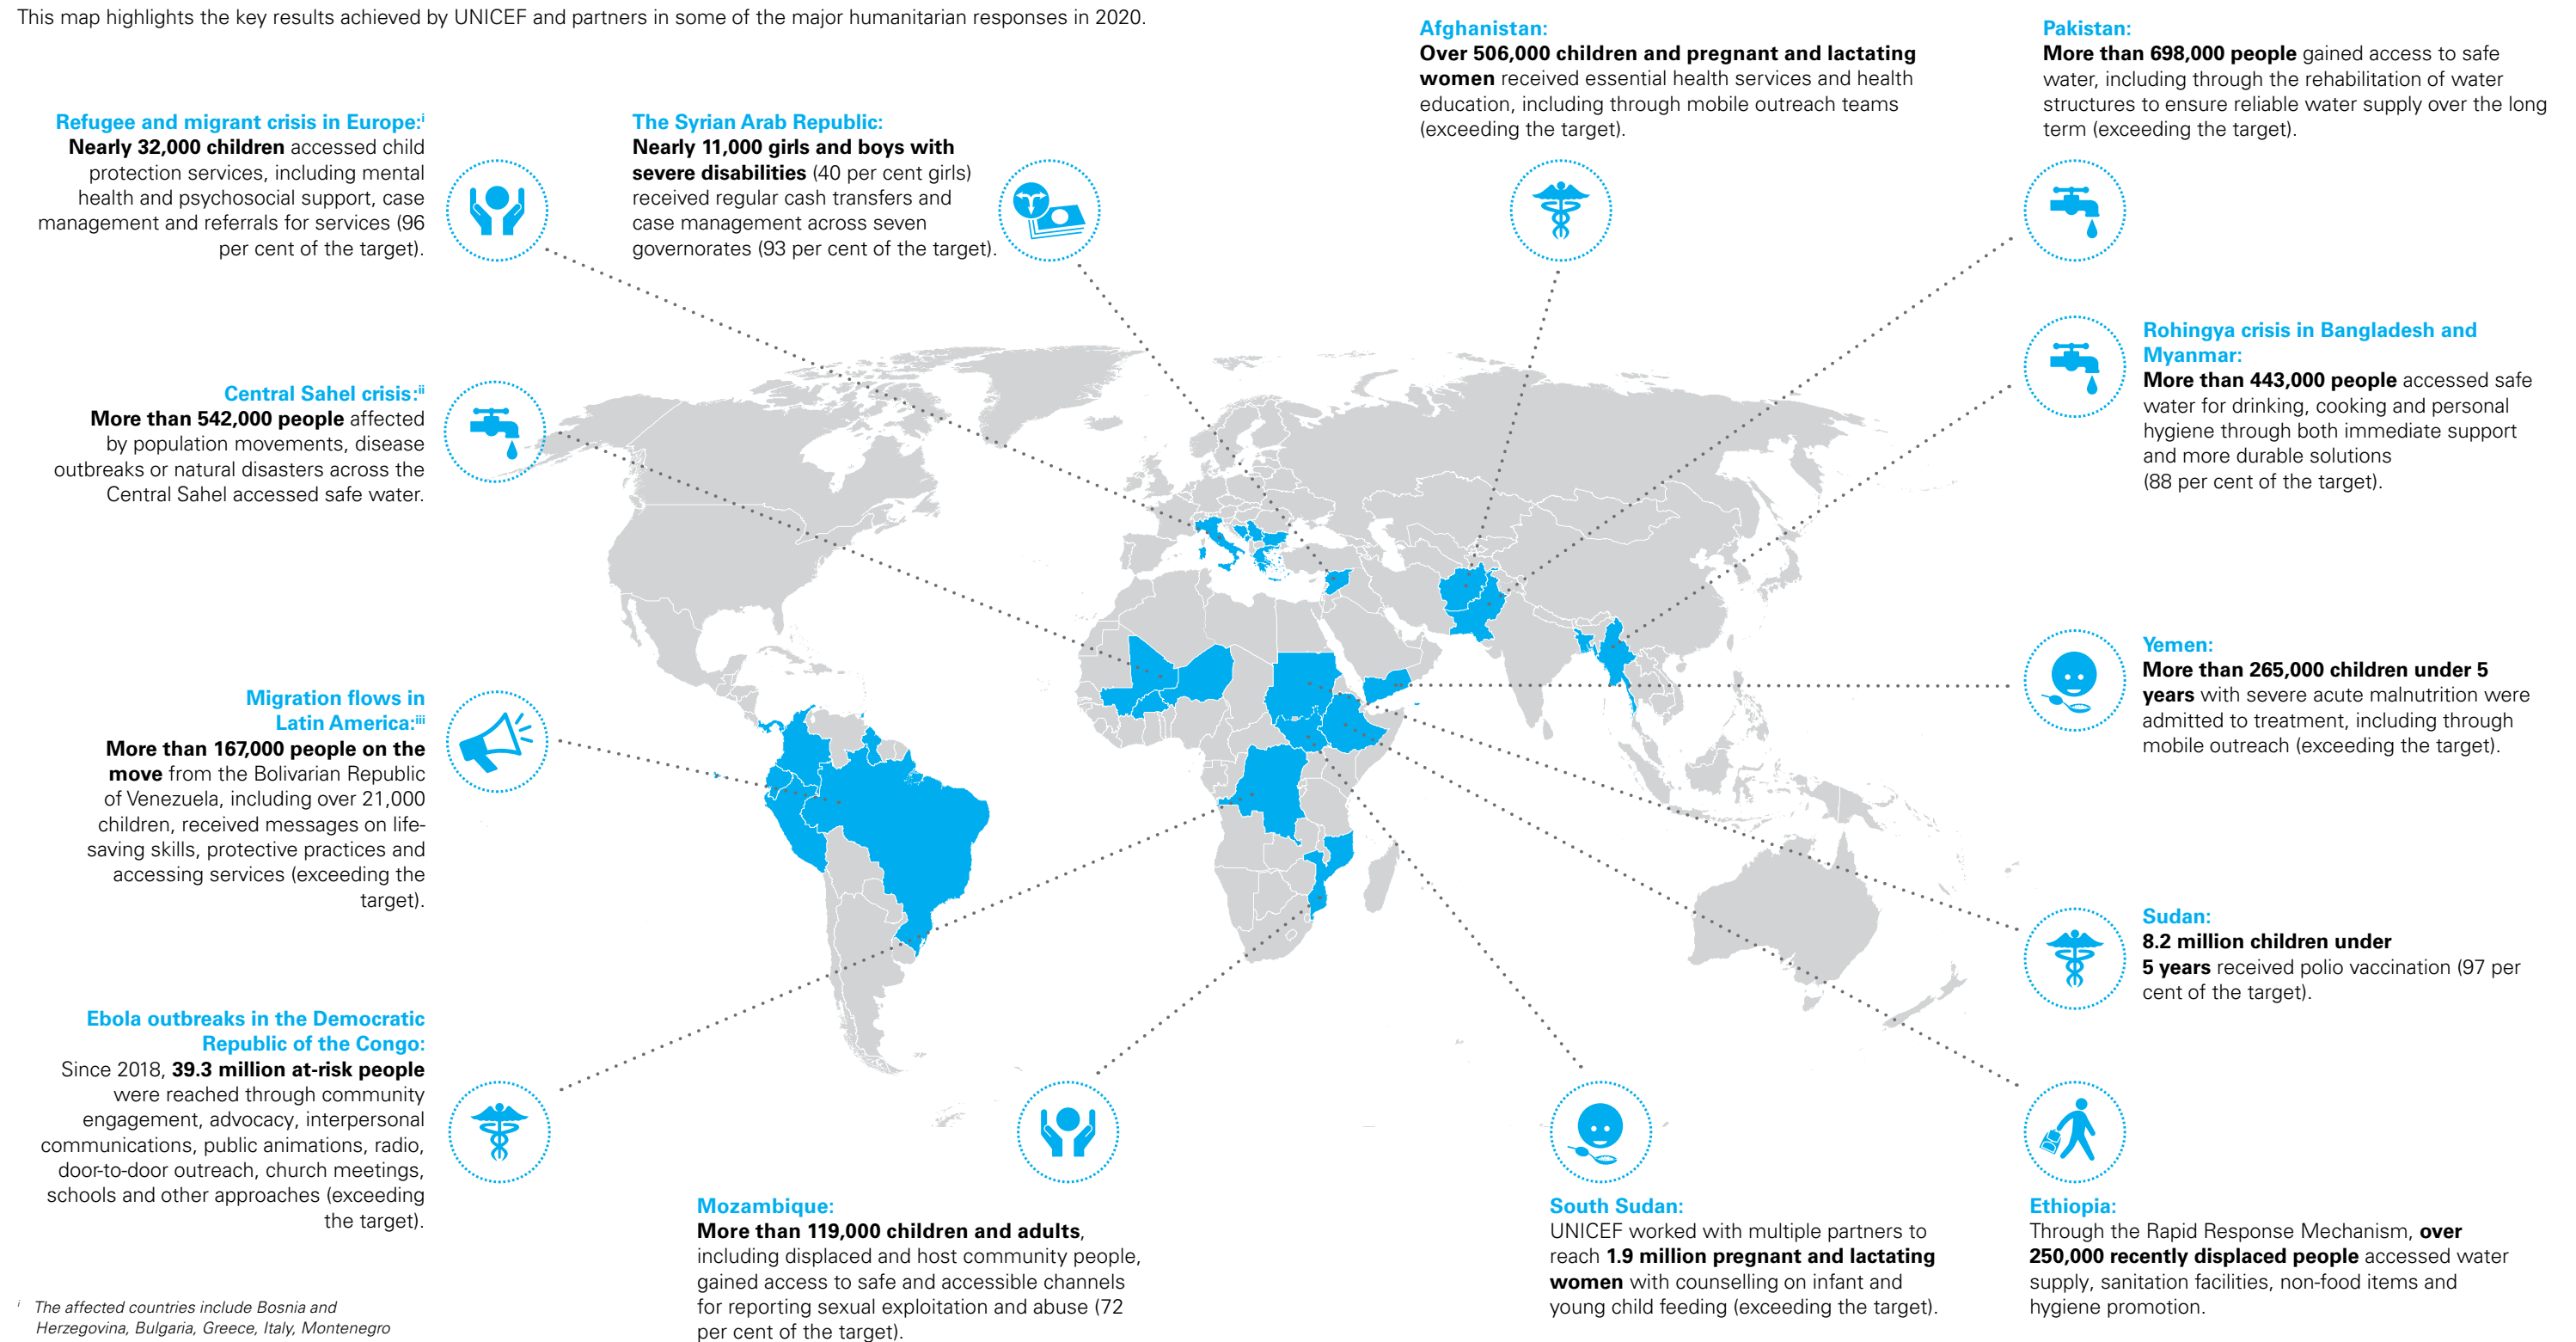 This map highlights the key results achieved by UNICEF and partners in some of the major humanitarian responses in 2020.
Refugee and migrant crisis in Europe:i
Nearly 32,000 children accessed child
protection services, including mental
health and psychosocial support, case
management and referrals for services (96
per cent of the target).
The Syrian Arab Republic:
Nearly 11,000 girls and boys with
severe disabilities (40 per cent girls)
received regular cash transfers and
case management across seven
governorates (93 per cent of the target).
Afghanistan:
Over 506,000 children and pregnant and lactating
women received essential health services and health
education, including through mobile outreach teams
(exceeding the target).
Pakistan:
More than 698,000 people gained access to safe
water, including through the rehabilitation of water
structures to ensure reliable water supply over the long
term (exceeding the target).
Central Sahel crisis:ii
More than 542,000 people affected
by population movements, disease
outbreaks or natural disasters across the
Central Sahel accessed safe water.
Rohingya crisis in Bangladesh and
Myanmar:
More than 443,000 people accessed safe
water for drinking, cooking and personal
hygiene through both immediate support
and more durable solutions
(88 per cent of the target).
Migration flows in
Latin America:iii
More than 167,000 people on the
move from the Bolivarian Republic
of Venezuela, including over 21,000
children, received messages on life-
saving skills, protective practices and
accessing services (exceeding the
target).
Yemen:
More than 265,000 children under 5
years with severe acute malnutrition were
admitted to treatment, including through
mobile outreach (exceeding the target).
Sudan:
8.2 million children under
5 years received polio vaccination (97 per
cent of the target).
Ebola outbreaks in the Democratic
Republic of the Congo:
Since 2018, 39.3 million at-risk people
were reached through community
engagement, advocacy, interpersonal
communications, public animations, radio,
door-to-door outreach, church meetings,
schools and other approaches (exceeding
the target).
Mozambique:
More than 119,000 children and adults,
including displaced and host community people,
gained access to safe and accessible channels
for reporting sexual exploitation and abuse (72
per cent of the target).
South Sudan:
UNICEF worked with multiple partners to
reach 1.9 million pregnant and lactating
women with counselling on infant and
young child feeding (exceeding the target).
Ethiopia:
Through the Rapid Response Mechanism, over
250,000 recently displaced people accessed water
supply, sanitation facilities, non-food items and
hygiene promotion.
i The affected countries include Bosnia and
Herzegovina, Bulgaria, Greece, Italy, Montenegro